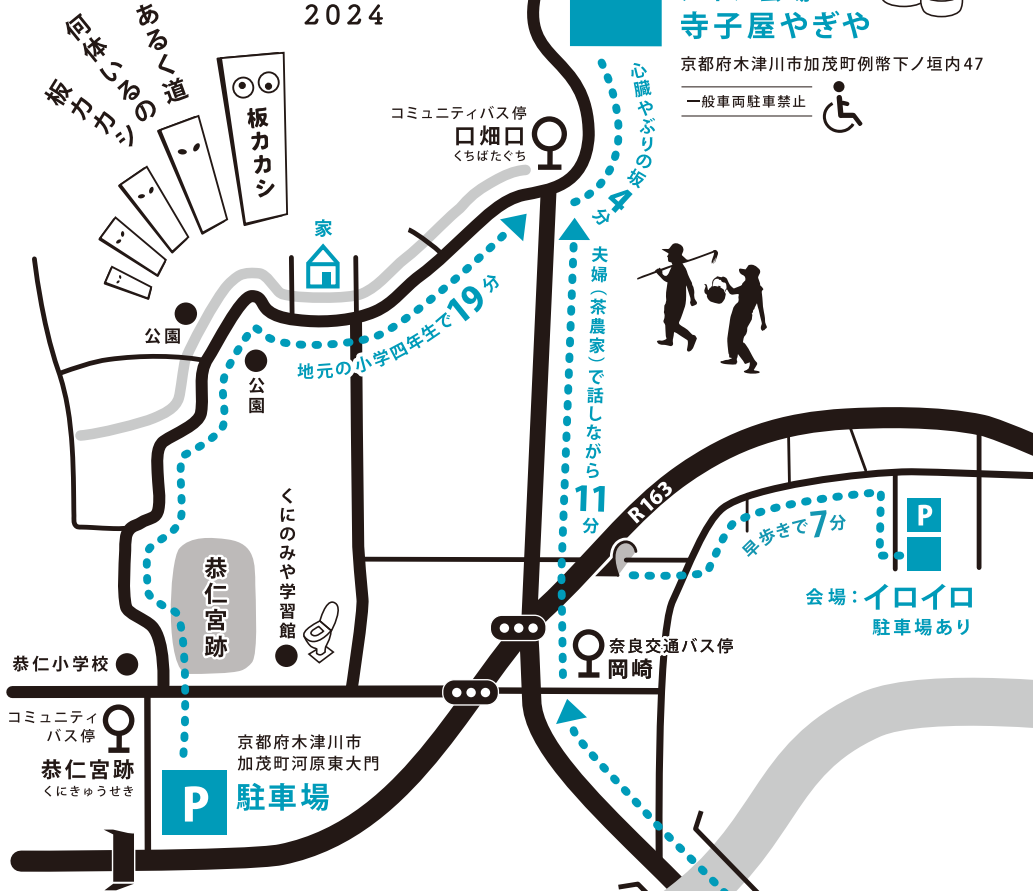 2024
あるく道の
何体いる
板カカシ
板カカシ
寺子屋やぎや
京都府木津川市加茂町例幣下ノ垣内47
一般車両駐車禁止
コミュニティバス停
口畑口
くちばたぐち
心臓やぶりの坂
4分
夫婦（茶農家）で話しながら
11分
家
地元の小学四年生で19分
公園
公園
R163
早歩きで7分
P
会場：イロイロ
駐車場あり
くにのみや学習館
恭仁宮跡
恭仁小学校
奈良交通バス停
岡崎
コミュニティ
バス停
恭仁宮跡
くにきゅうせき
京都府木津川市
加茂町河原東大門
P
駐車場